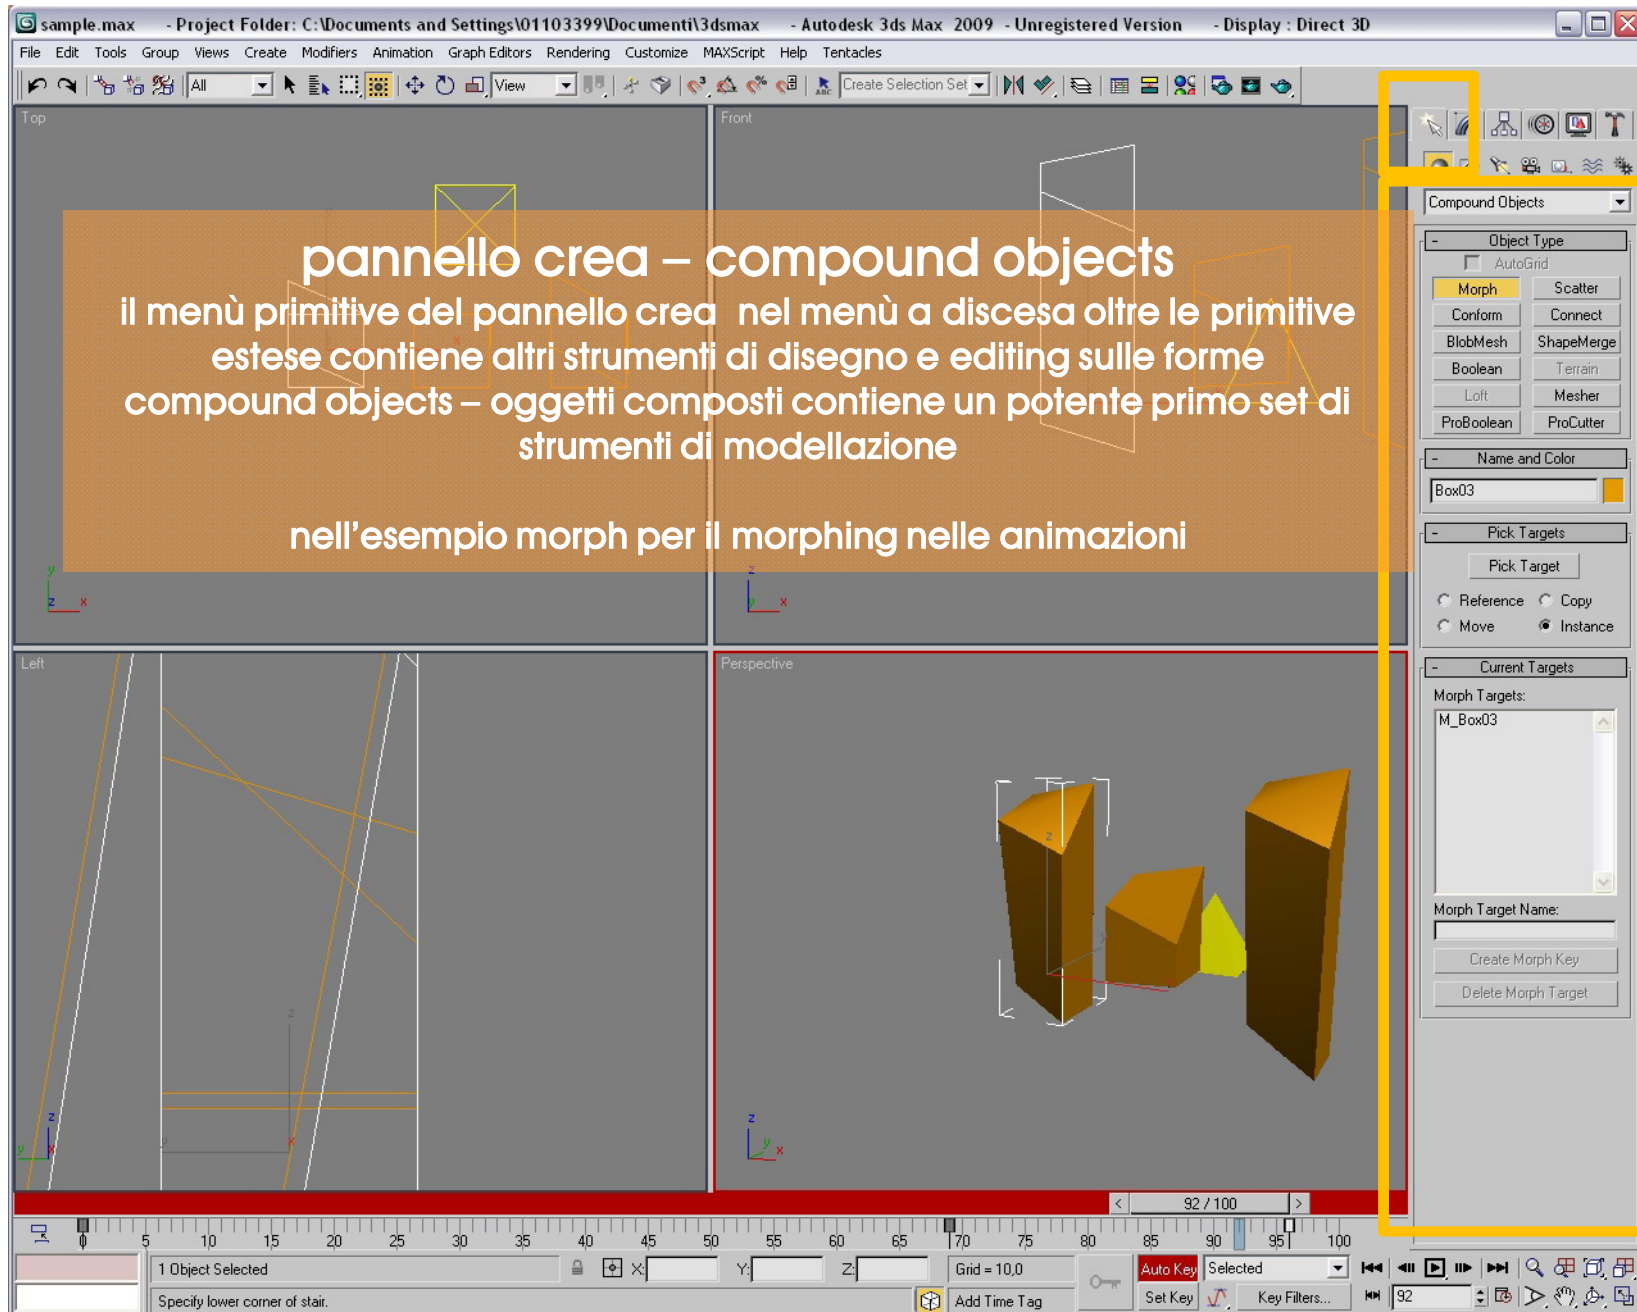 sample.max - Project Folder: C:\Documents and Settings\01103399\Documenti\3dsmax - Autodesk 3ds Max 2009 - Unregistered Version - Display : Direct 3D
File Edit Tools Group Views Create Modifiers Animation Graph Editors Rendering Customize MAXScript Help Tentacles
All View Create Selection Set
Top
Front
pannello crea – compound objects
il menù primitive del pannello crea nel menù a discesa oltre le primitive
estese contiene altri strumenti di disegno e editing sulle forme
compound objects – oggetti composti contiene un potente primo set di
strumenti di modellazione
nell'esempio morph per il morphing nelle animazioni
y
z x
z
y x
Left
Perspective
z
y x
z
y x
z
x
z
y x
Compound Objects
- Object Type
AutoGrid
Morph Scatter
Conform Connect
BlobMesh ShapeMerge
Boolean Terrain
Loft Mesher
ProBoolean ProCutter
- Name and Color
Box03
- Pick Targets
Pick Target
Reference Copy
Move Instance
- Current Targets
Morph Targets:
M_Box03
Morph Target Name:
Create Morph Key
Delete Morph Target
< 92 / 100 >
0 5 10 15 20 25 30 35 40 45 50 55 60 65 70 75 80 85 90 95 100
1 Object Selected X: Y: Z: Grid = 10,0 Auto Key Selected
Specify lower corner of stair. Add Time Tag Set Key Key Filters... 92